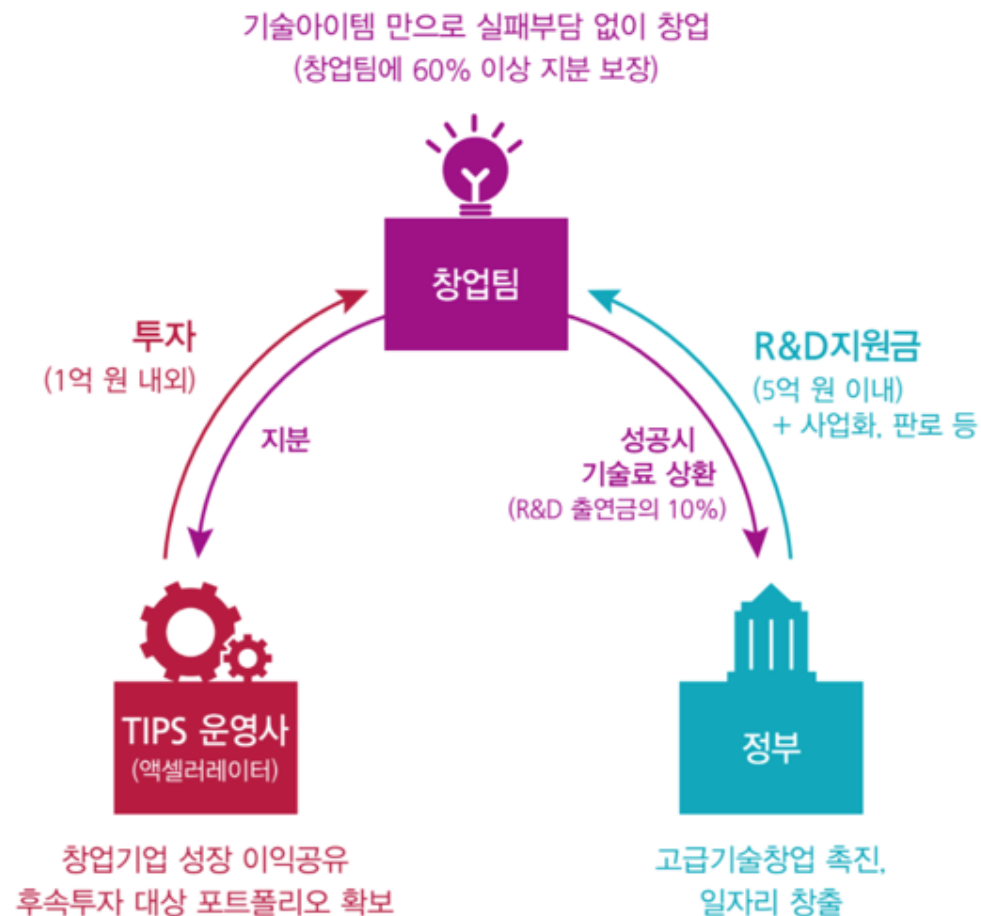 기술아이템 만으로 실패부담 없이 창업
(창업팀에 60% 이상 지분 보장)
창업팀
투자
(1억 원 내외)
지분
성공시
기술료 상환
(R&D 출연금의 10%)
R&D지원금
(5억 원 이내)
+ 사업화, 판로 등
TIPS 운영사
(액셀러레이터)
정부
창업기업 성장 이익공유
후속투자 대상 포트폴리오 확보
고급기술창업 촉진,
일자리 창출